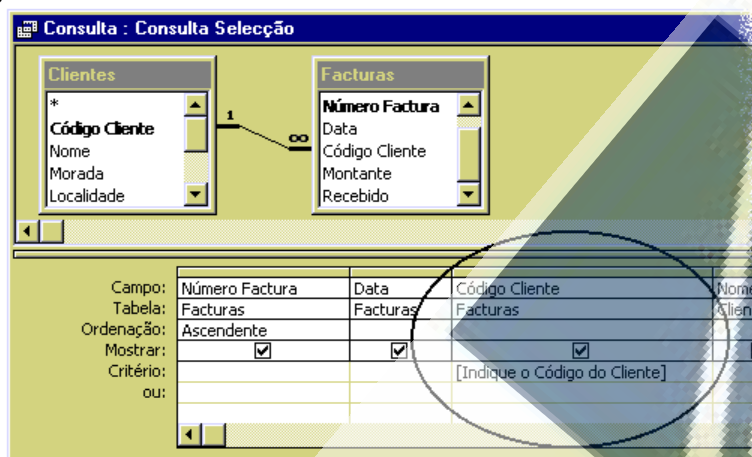 Consulta : Consulta Selecção
Clientes
*
Código Cliente
Nome
Morada
Localidade
1
∞
Facturas
Número Factura
Data
Código Cliente
Montante
Recebido
Campo: Número Factura Data Código Cliente
Tabela: Facturas Facturas Facturas
Ordenação: Ascendente
Mostrar:
Critério: [Indique o Código do Cliente]
ou: